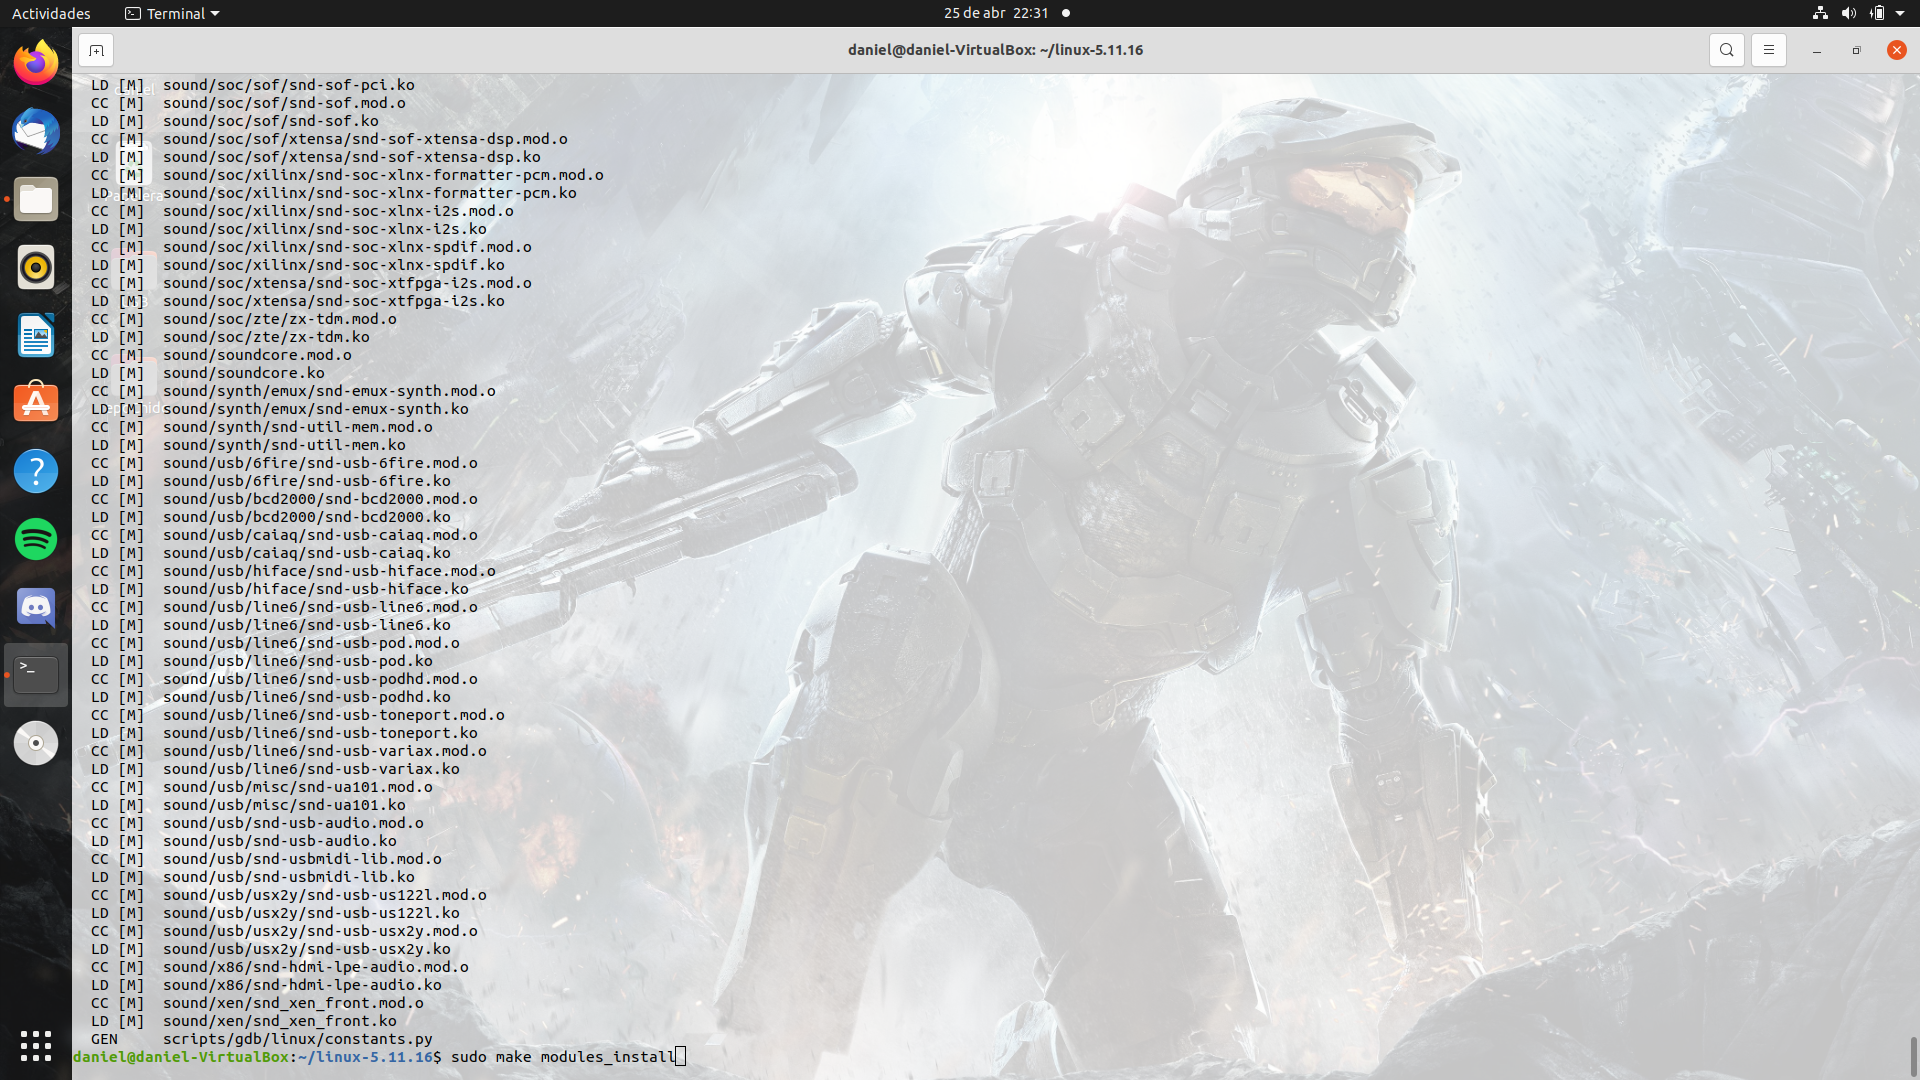 Actividades
Terminal
25 de abr 22:31
daniel@daniel-VirtualBox: ~/linux-5.11.16
LD [M] sound/soc/sof/snd-sof-pci.ko
CC [M] sound/soc/sof/snd-sof.mod.o
LD [M] sound/soc/sof/snd-sof.ko
CC [M] sound/soc/sof/xtensa/snd-sof-xtensa-dsp.mod.o
LD [M] sound/soc/sof/xtensa/snd-sof-xtensa-dsp.ko
CC [M] sound/soc/xilinx/snd-soc-xlnx-formatter-pcm.mod.o
LD [M] sound/soc/xilinx/snd-soc-xlnx-formatter-pcm.ko
CC [M] sound/soc/xilinx/snd-soc-xlnx-i2s.mod.o
LD [M] sound/soc/xilinx/snd-soc-xlnx-i2s.ko
CC [M] sound/soc/xilinx/snd-soc-xlnx-spdif.mod.o
LD [M] sound/soc/xilinx/snd-soc-xlnx-spdif.ko
CC [M] sound/soc/xtensa/snd-soc-xtfpga-i2s.mod.o
LD [M] sound/soc/xtensa/snd-soc-xtfpga-i2s.ko
CC [M] sound/soc/zte/zx-tdm.mod.o
LD [M] sound/soc/zte/zx-tdm.ko
CC [M] sound/soundcore.mod.o
LD [M] sound/soundcore.ko
CC [M] sound/synth/emux/snd-emux-synth.mod.o
LD [M] sound/synth/emux/snd-emux-synth.ko
CC [M] sound/synth/snd-util-mem.mod.o
LD [M] sound/synth/snd-util-mem.ko
CC [M] sound/usb/6fire/snd-usb-6fire.mod.o
LD [M] sound/usb/6fire/snd-usb-6fire.ko
CC [M] sound/usb/bcd2000/snd-bcd2000.mod.o
LD [M] sound/usb/bcd2000/snd-bcd2000.ko
CC [M] sound/usb/caiaq/snd-usb-caiaq.mod.o
LD [M] sound/usb/caiaq/snd-usb-caiaq.ko
CC [M] sound/usb/hiface/snd-usb-hiface.mod.o
LD [M] sound/usb/hiface/snd-usb-hiface.ko
CC [M] sound/usb/line6/snd-usb-line6.mod.o
LD [M] sound/usb/line6/snd-usb-line6.ko
CC [M] sound/usb/line6/snd-usb-pod.mod.o
LD [M] sound/usb/line6/snd-usb-pod.ko
CC [M] sound/usb/line6/snd-usb-podhd.mod.o
LD [M] sound/usb/line6/snd-usb-podhd.ko
CC [M] sound/usb/line6/snd-usb-toneport.mod.o
LD [M] sound/usb/line6/snd-usb-toneport.ko
CC [M] sound/usb/line6/snd-usb-variax.mod.o
LD [M] sound/usb/line6/snd-usb-variax.ko
CC [M] sound/usb/misc/snd-ua101.mod.o
LD [M] sound/usb/misc/snd-ua101.ko
CC [M] sound/usb/snd-usb-audio.mod.o
LD [M] sound/usb/snd-usb-audio.ko
CC [M] sound/usb/snd-usbmidi-lib.mod.o
LD [M] sound/usb/snd-usbmidi-lib.ko
CC [M] sound/usb/usx2y/snd-usb-us122l.mod.o
LD [M] sound/usb/usx2y/snd-usb-us122l.ko
CC [M] sound/usb/usx2y/snd-usb-usx2y.mod.o
LD [M] sound/usb/usx2y/snd-usb-usx2y.ko
CC [M] sound/x86/snd-hdmi-lpe-audio.mod.o
LD [M] sound/x86/snd-hdmi-lpe-audio.ko
CC [M] sound/xen/snd_xen_front.mod.o
LD [M] sound/xen/snd_xen_front.ko
GEN scripts/gdb/linux/constants.py
daniel@daniel-VirtualBox:~/linux-5.11.16$ sudo make modules_install